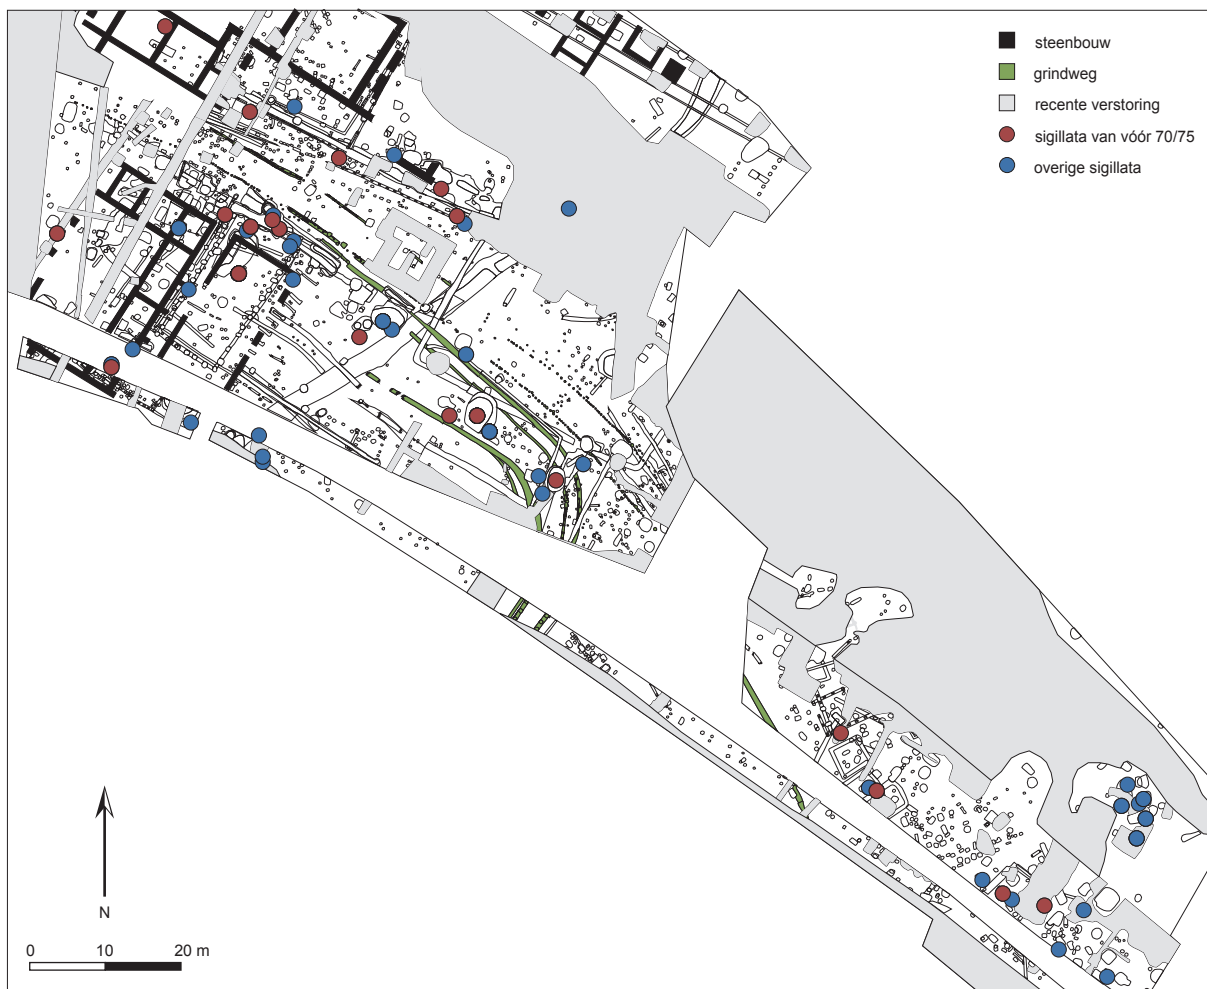 steenbouw
grindweg
recente verstoring
sigillata van vóór 70/75
overige sigillata
N
0 10 20 m